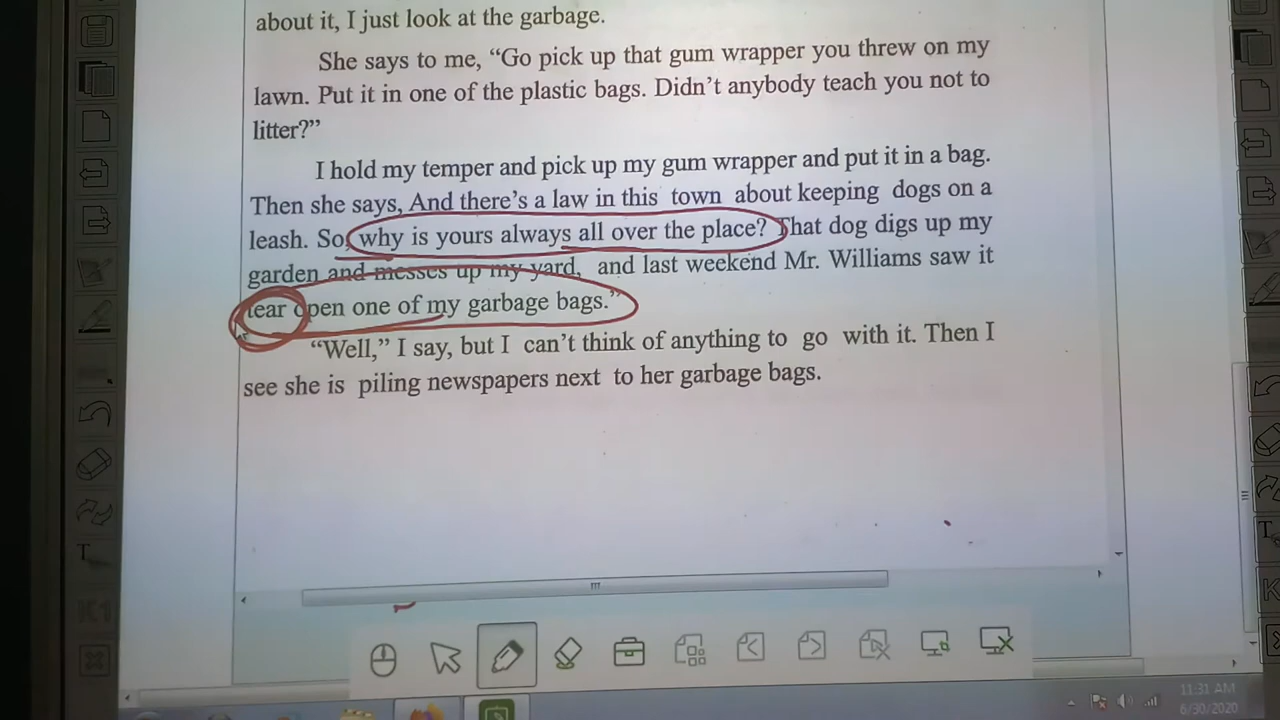 about it, I just look at the garbage.
She says to me, “Go pick up that gum wrapper you threw on my
lawn. Put it in one of the plastic bags. Didn’t anybody teach you not to
litter?”
I hold my temper and pick up my gum wrapper and put it in a bag.
Then she says, And there’s a law in this town about keeping dogs on a
leash. So, why is yours always all over the place? That dog digs up my
garden and messes up my yard, and last weekend Mr. Williams saw it
tear open one of my garbage bags.”
“Well,” I say, but I can’t think of anything to go with it. Then I
see she is piling newspapers next to her garbage bags.
11:31 AM
6/30/2020